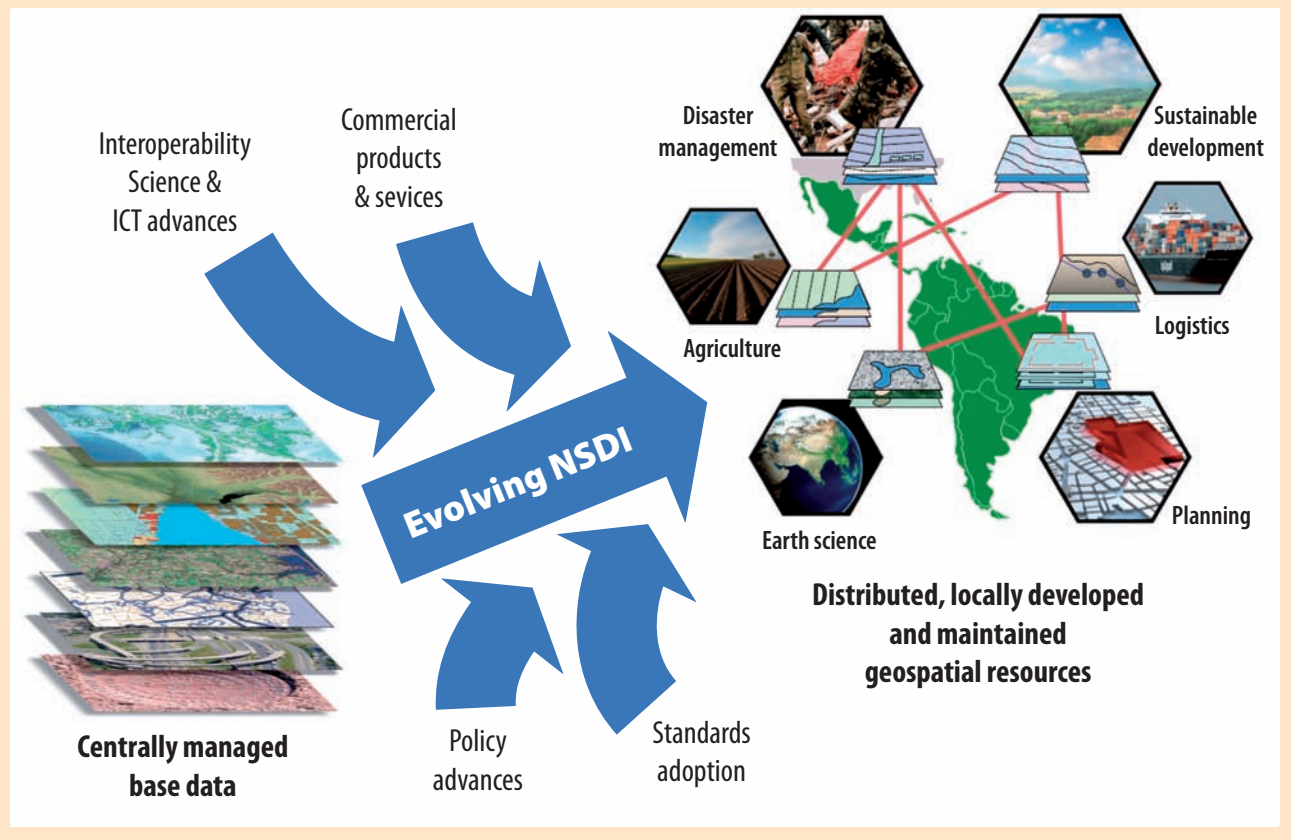 Interoperability
Science &
ICT advances
Commercial
products
& sevices
Disaster
management
Sustainable
development
Agriculture
Logistics
Earth science
Planning
Evolving NSDI
Distributed, locally developed
and maintained
geospatial resources
Centrally managed
base data
Policy
advances
Standards
adoption